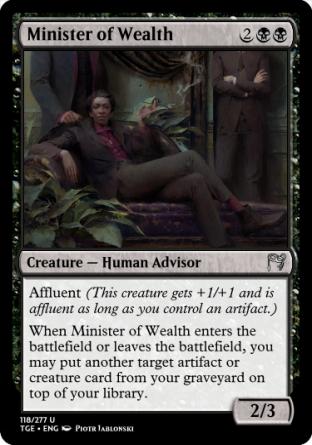 Minister of Wealth 2
Creature — Human Advisor
Affluent (This creature gets +1/+1 and is
affluent as long as you control an artifact.)
When Minister of Wealth enters the
battlefield or leaves the battlefield, you
may put another target artifact or
creature card from your graveyard on
top of your library.
2/3
118/277 U
TGE • ENG Piotr Jablonski